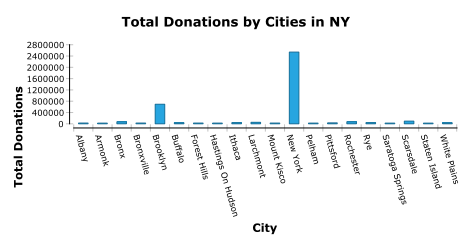 Total Donations by Cities in NY
Total Donations
2800000
2400000
2000000
1600000
1200000
800000
400000
0
Albany
Armonk
Bronx
Bronxville
Brooklyn
Buffalo
Forest Hills
Hastings On Hudson
Ithaca
Larchmont
Mount Kisco
New York
Pelham
Pittsford
Rochester
Rye
Saratoga Springs
Scarsdale
Staten Island
White Plains
City